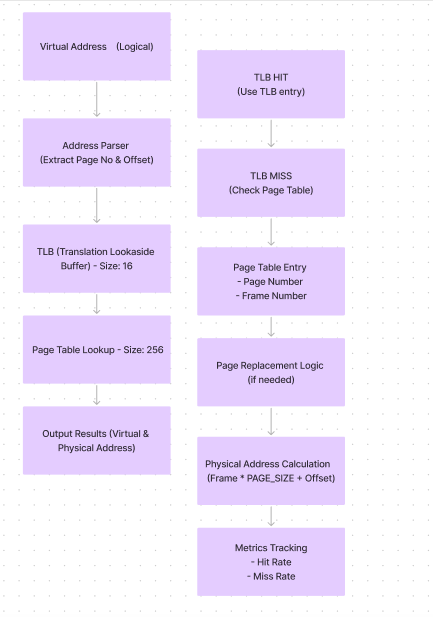 Virtual Address (Logical)
Address Parser
(Extract Page No & Offset)
TLB (Translation Lookaside
Buffer) - Size: 16
Page Table Lookup - Size: 256
Output Results (Virtual &
Physical Address)
TLB HIT
(Use TLB entry)
TLB MISS
(Check Page Table)
Page Table Entry
- Page Number
- Frame Number
Page Replacement Logic
(if needed)
Physical Address Calculation
(Frame * PAGE_SIZE + Offset)
Metrics Tracking
- Hit Rate
- Miss Rate